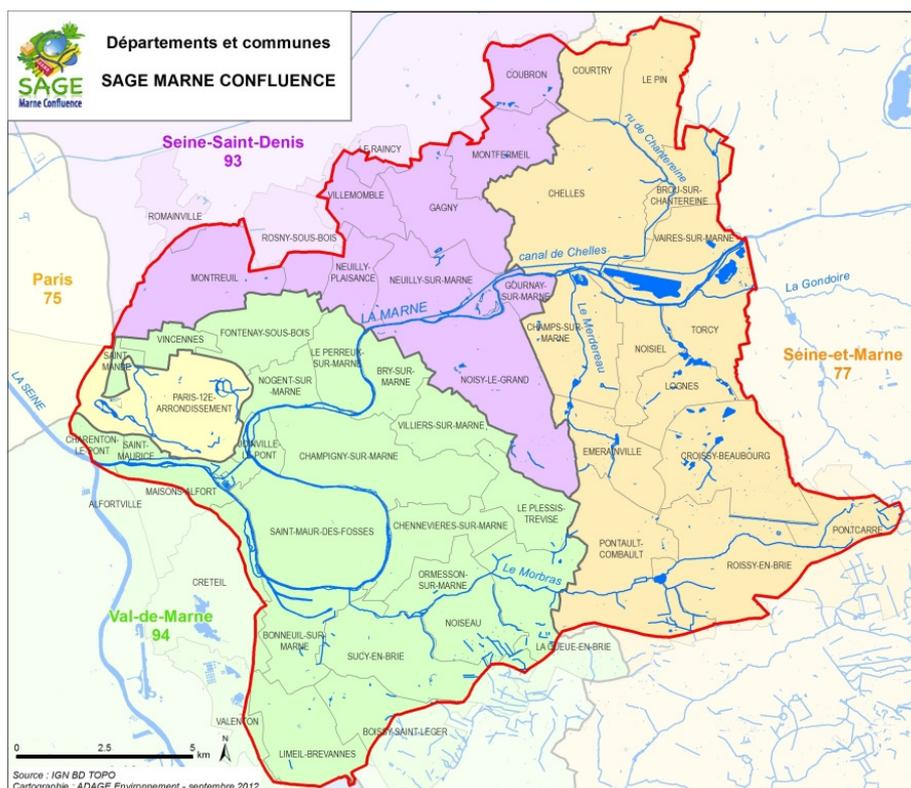 Départements et communes
SAGE MARNE CONFLUENCE
SAGE
Marne Confluence
COUBRON
COURTRY
LE PIN
Seine-Saint-Denis
93
LE RAINCY
MONTFERMEIL
ru de Chantereine
VILLEMOMBLE
GAGNY
CHELLES
BROU-SUR-
CHANTEREINE
ROMAINVILLE
ROSNY-SOUS-BOIS
VAIRES-SUR-MARNE
canal de Chelles
Paris
75
MONTREUIL
NEUILLY-
PLAISANCE
NEUILLY-SUR-MARNE
GOURNAY-
SUR-MARNE
La Gondoire
LA MARNE
CHAMPS-SUR-
MARNE
Le Merdereau
TORCY
VINCENNES
FONTENAY-SOUS-BOIS
NOISIEL
Seine-et-Marne
77
SAINT
MANDE
LE PERREUX-
SUR-MARNE
BRY-SUR-
MARNE
NOISY-LE-GRAND
LOGNES
LA SEINE
PARIS-12E-
ARRONDISSEMENT
NOGENT-SUR
-MARNE
VILLIERS-SUR-MARNE
CHARENTON-
LE-PONT
SAINT-
MAURICE
JOINVILLE-
LE-PONT
CHAMPIGNY-SUR-MARNE
EMERAINVILLE
CROISSY-BEAUBOURG
MAISONS-ALFORT
ALFORTVILLE
LE PLESSIS-
TREVISE
SAINT-MAUR-DES-FOSSES
CHENNEVIERES-SUR-MARNE
PONTCARRE
PONTAULT-
COMBAULT
ROISSY-EN-BRIE
Le Morbras
CRETEIL
ORMESSON-
SUR-MARNE
Val-de-Marne
94
NOISEAU
BONNEUIL-SUR-
MARNE
SUCY-EN-BRIE
LA QUEUE-EN-BRIE
VALENTON
BOISSY-SAINT-LEGER
LIMEIL-BREVANNES
N
0 2.5 5
km
Source : IGN BD TOPO
Cartographie : ADAGE Environnement - septembre 2012